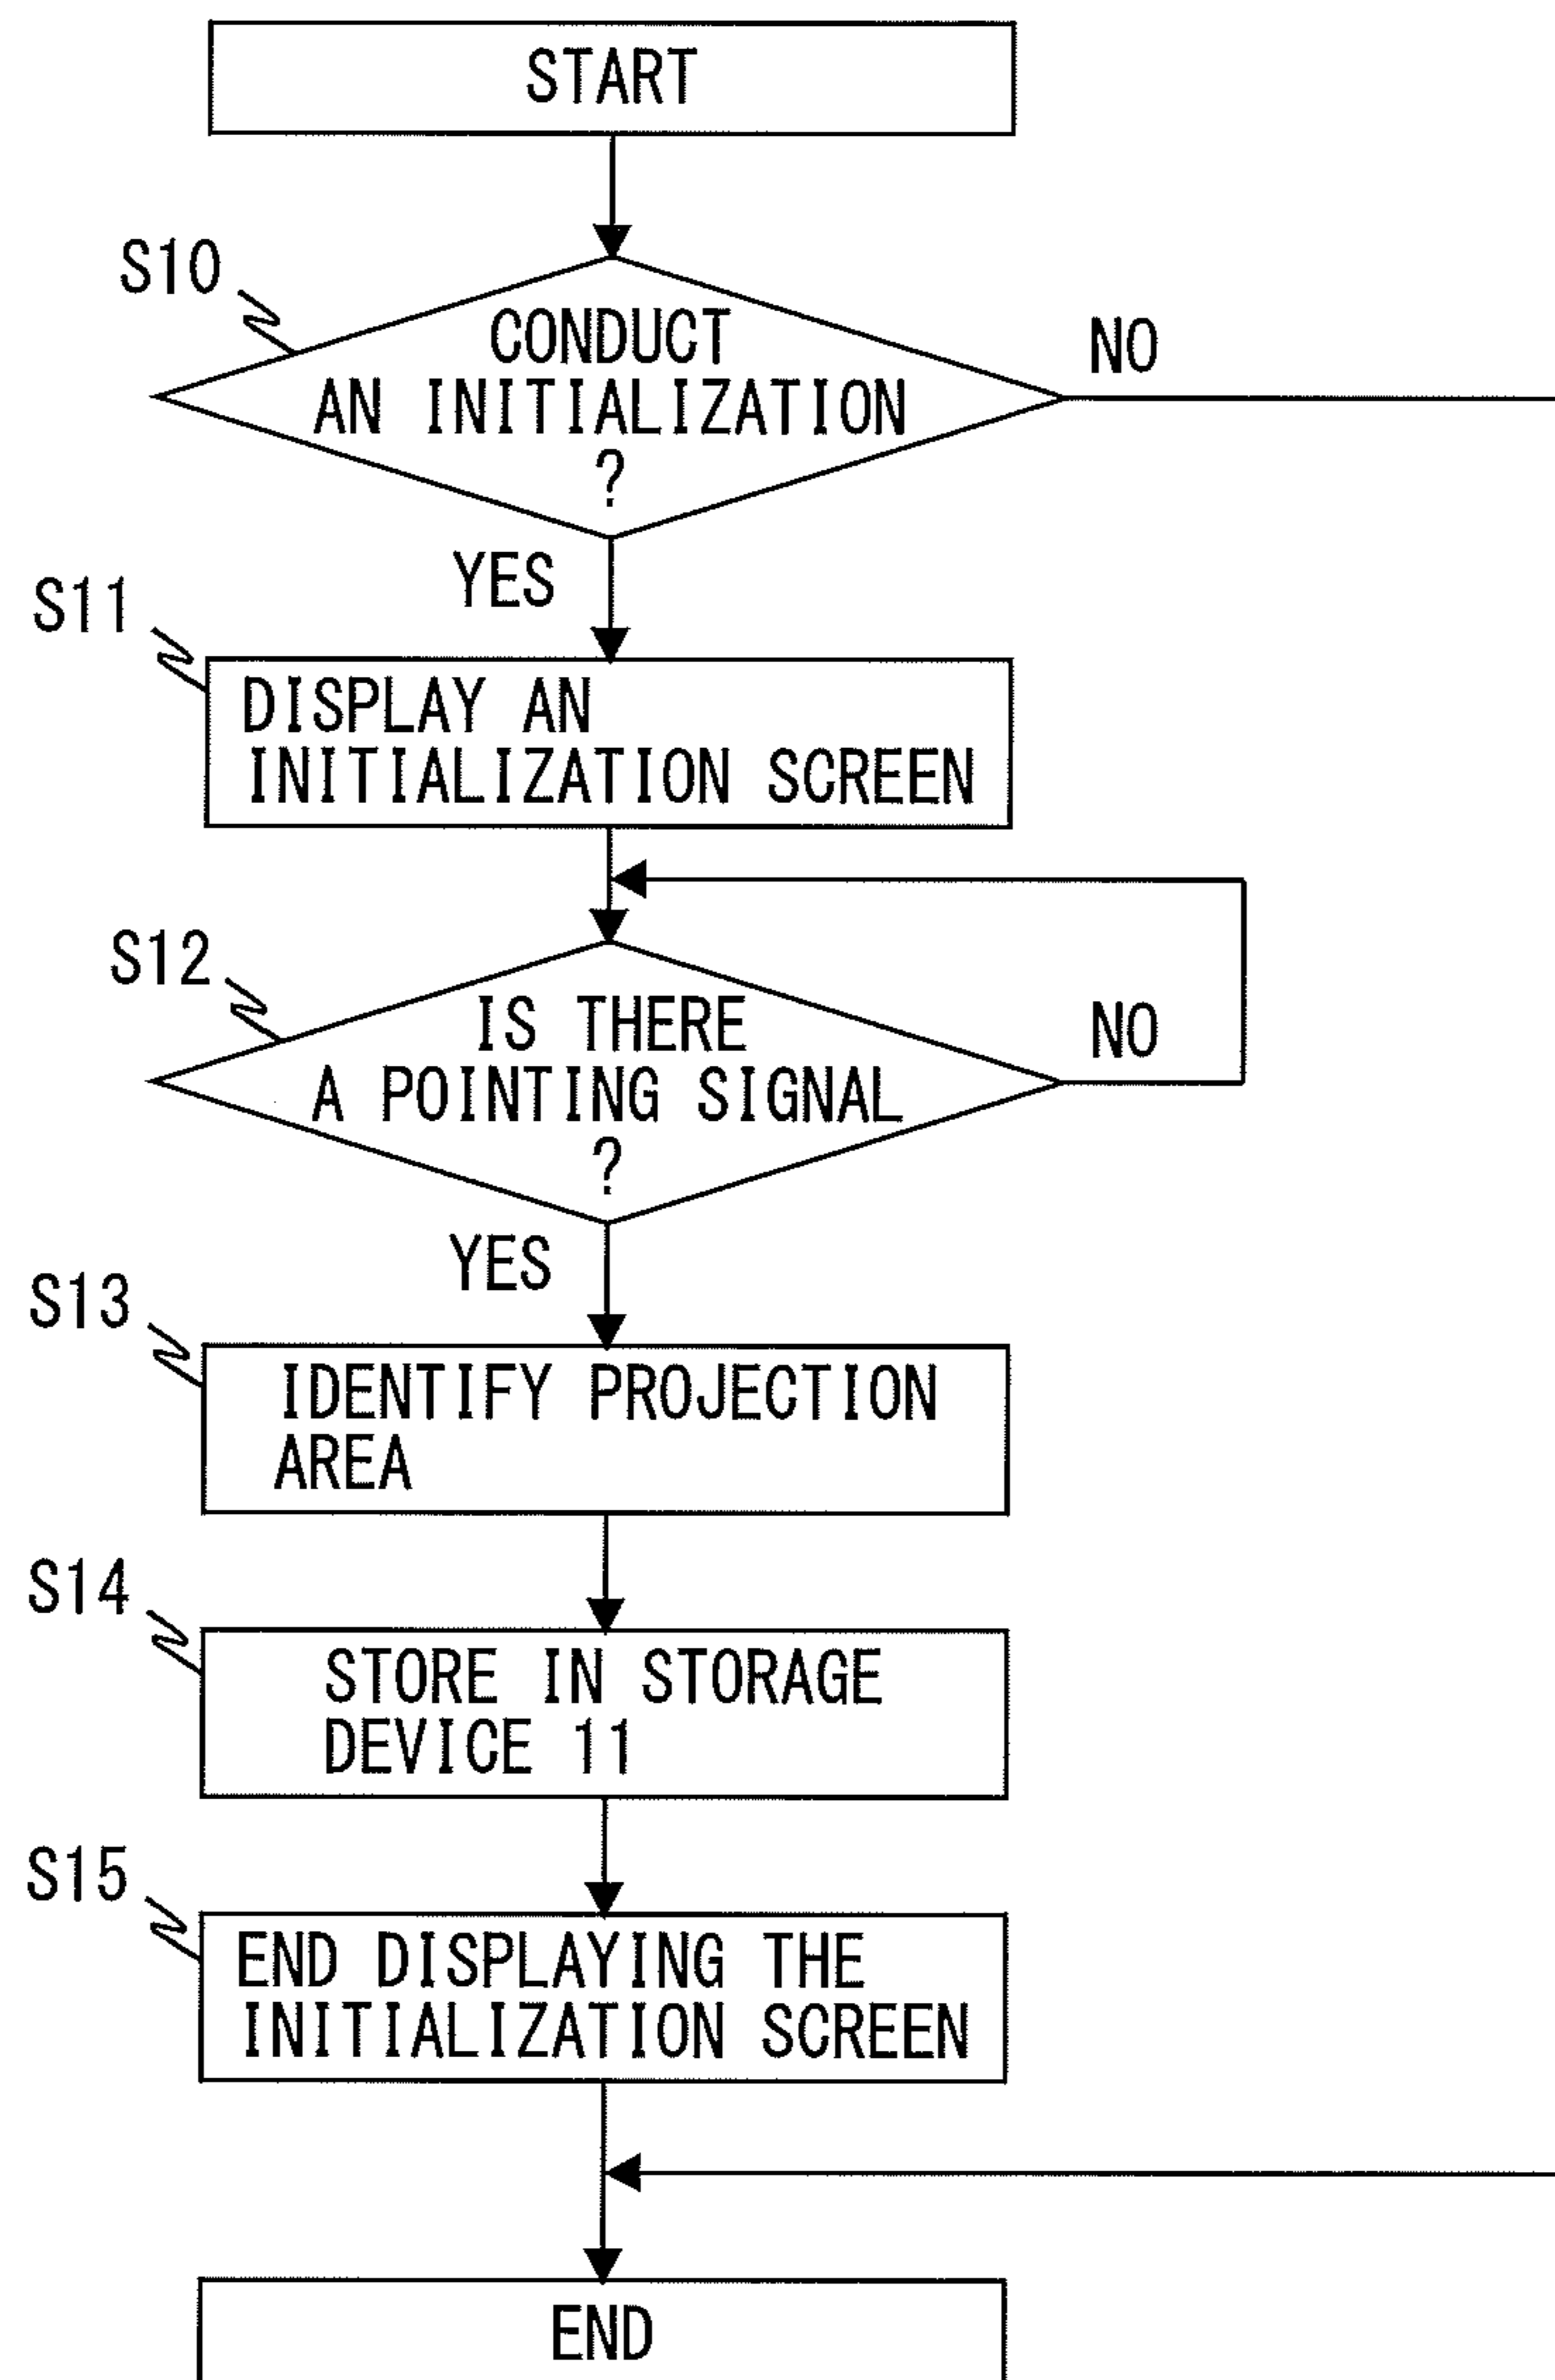 START
S10
CONDUCT
AN INITIALIZATION
?
NO
YES
S11
DISPLAY AN
INITIALIZATION SCREEN
S12
IS THERE
A POINTING SIGNAL
?
NO
YES
S13
IDENTIFY PROJECTION
AREA
S14
STORE IN STORAGE
DEVICE 11
S15
END DISPLAYING THE
INITIALIZATION SCREEN
END